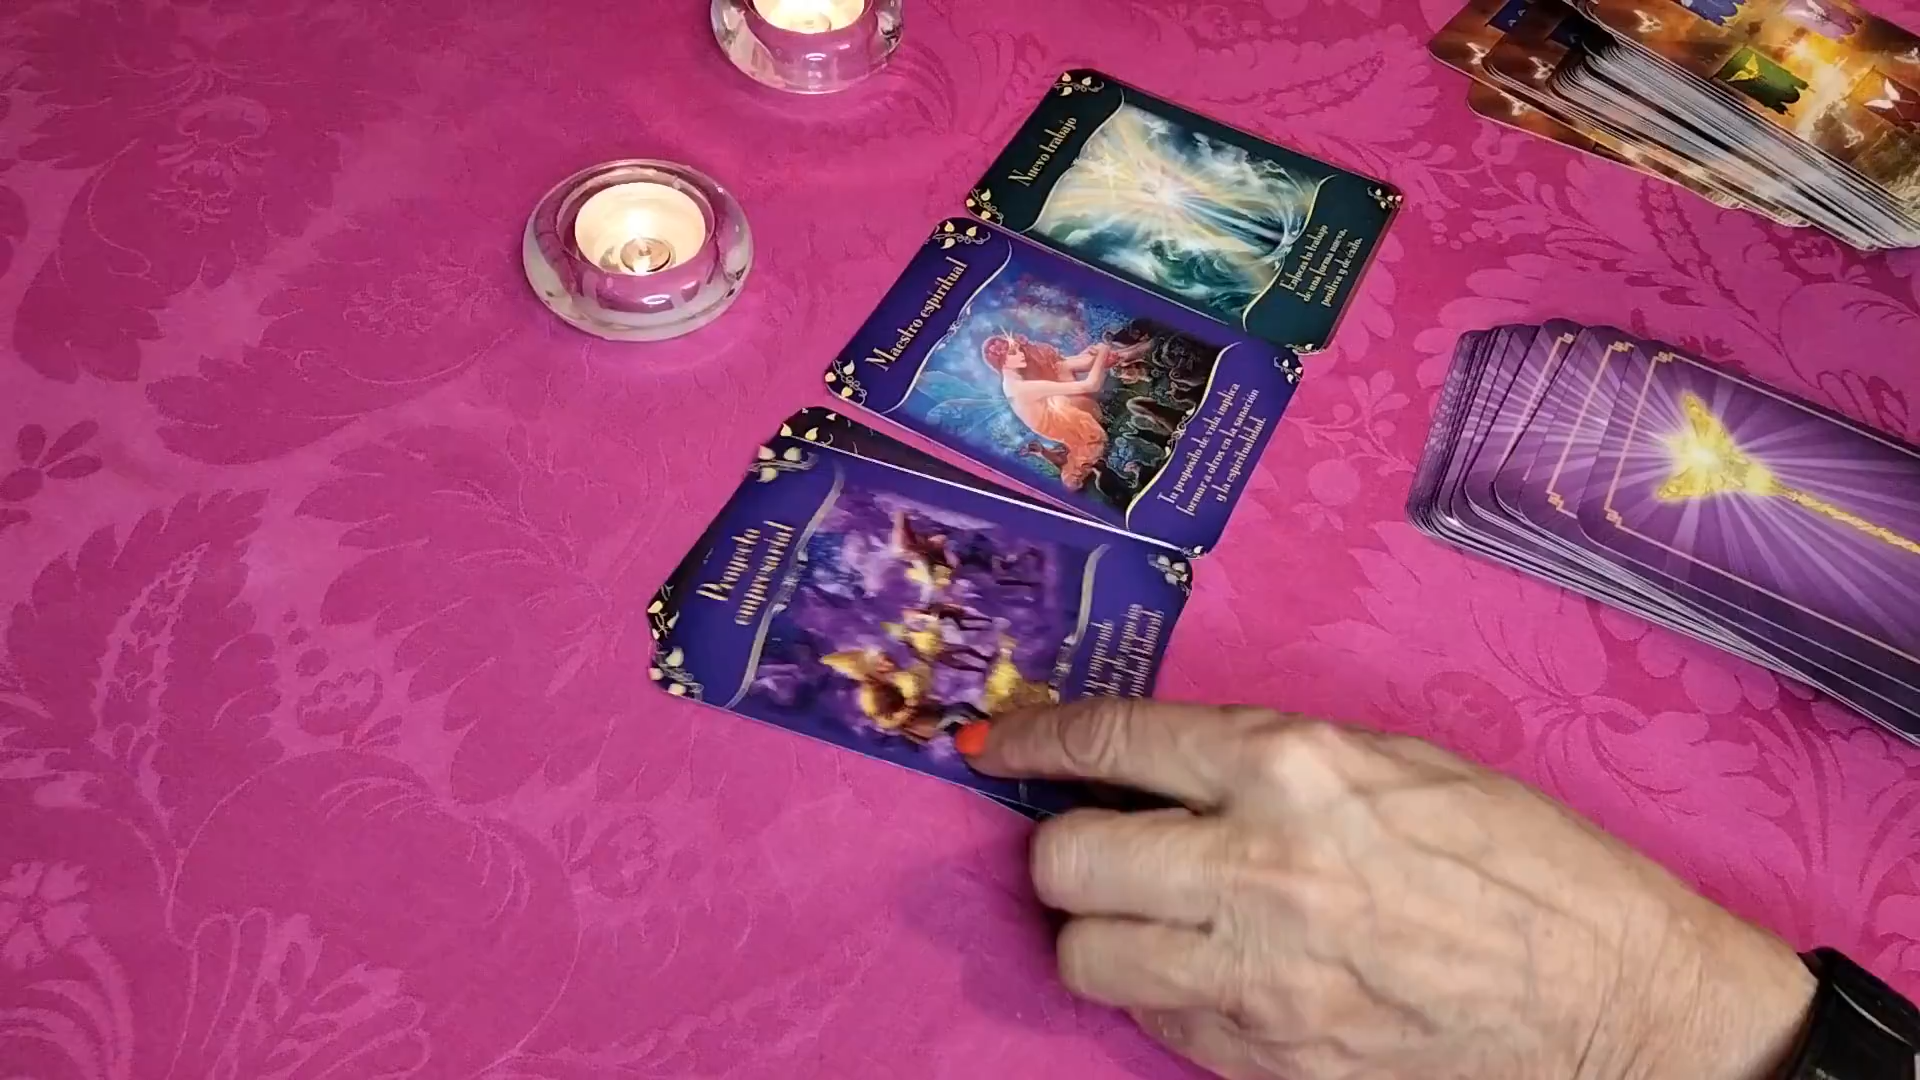 Nuevo trabajo
Enfocas tu trabajo
de una forma nueva,
positiva y de éxito.
Maestro espiritual
Tu propósito de vida implica
formar a otros en la sanación
y la espiritualidad.
Proyecto
empresarial